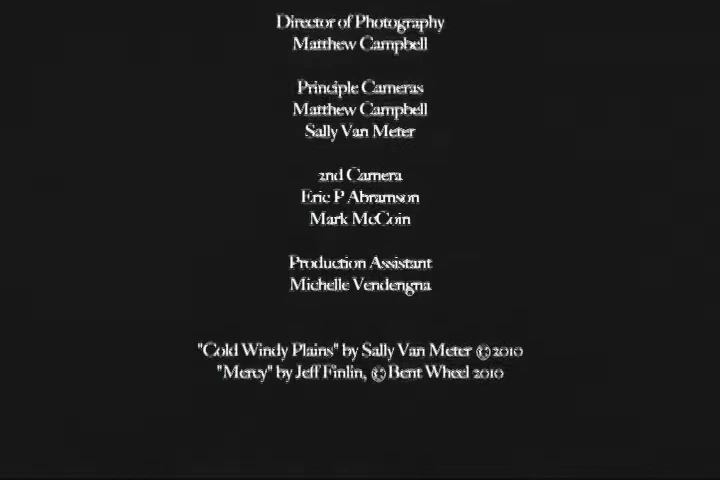 Director of Photography
Matthew Campbell
Principle Cameras
Matthew Campbell
Sally Van Meter
2nd Camera
Eric P Abramson
Mark McCoin
Production Assistant
Michelle Vendengna
"Cold Windy Plains" by Sally Van Meter ©2010
"Mercy" by Jeff Finlin, ©Bent Wheel 2010